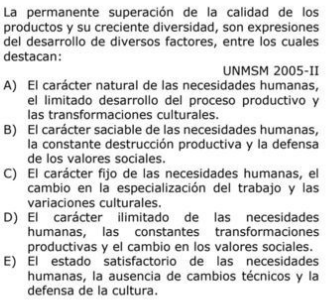 La permanente superación de la calidad de los
productos y su creciente diversidad, son expresiones
del desarrollo de diversos factores, entre los cuales
destacan:
UNMSM 2005-II
A) El carácter natural de las necesidades humanas,
el limitado desarrollo del proceso productivo y
las transformaciones culturales.
B) El carácter saciable de las necesidades humanas,
la constante destrucción productiva y la defensa
de los valores sociales.
C) El carácter fijo de las necesidades humanas, el
cambio en la especialización del trabajo y las
variaciones culturales.
D) El carácter ilimitado de las necesidades
humanas, las constantes transformaciones
productivas y el cambio en los valores sociales.
E) El estado satisfactorio de las necesidades
humanas, la ausencia de cambios técnicos y la
defensa de la cultura.